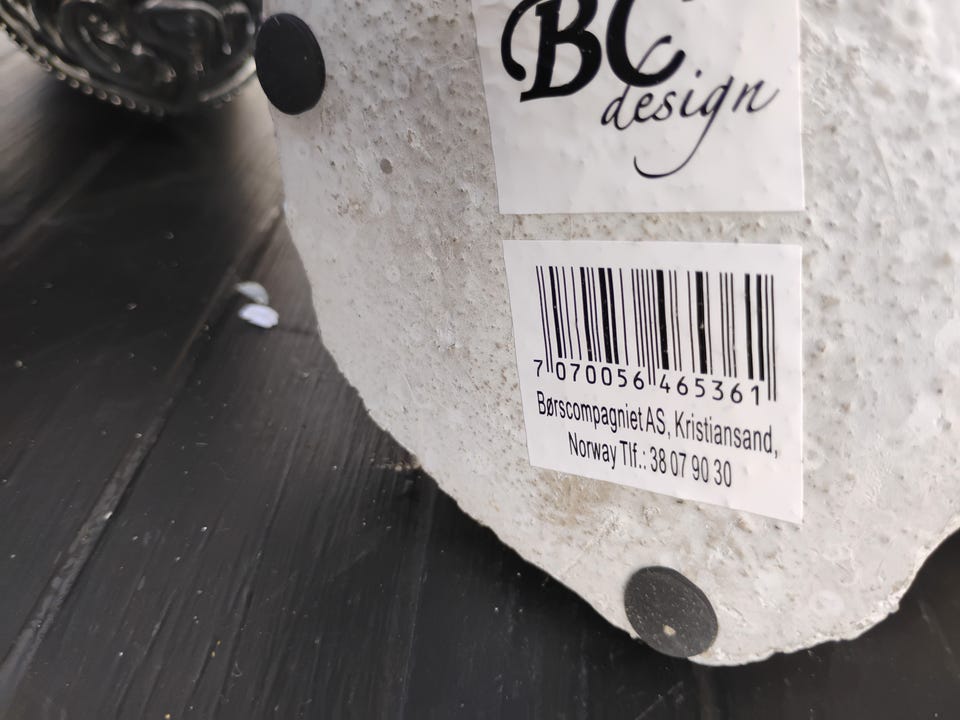 BC
design
7 070056 465361
Børscompagniet AS, Kristiansand,
Norway Tlf.: 38 07 90 30